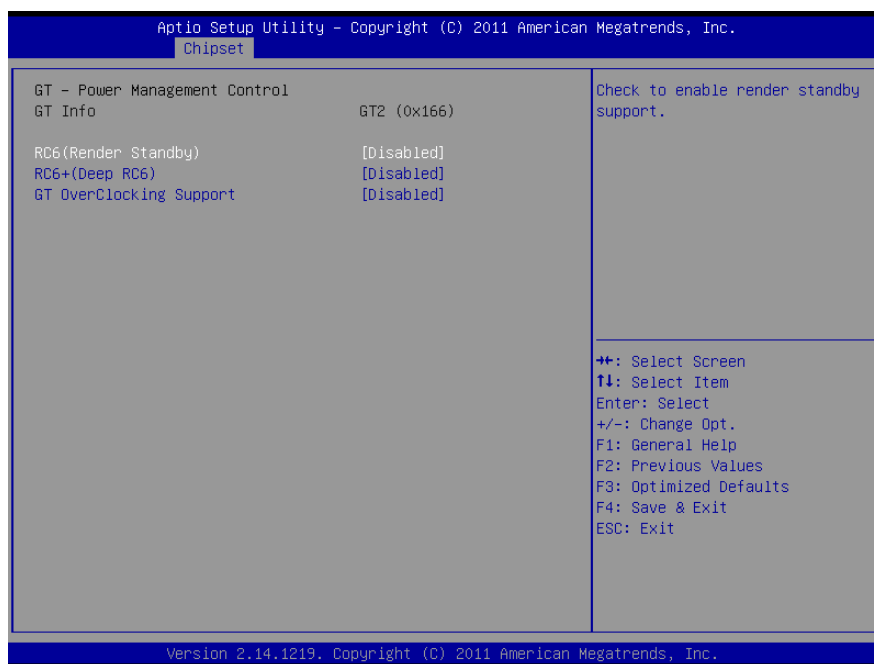 Aptio Setup Utility – Copyright (C) 2011 American Megatrends, Inc.
Chipset
GT – Power Management Control
GT Info GT2 (0x166)
RC6(Render Standby) [Disabled]
RC6+(Deep RC6) [Disabled]
GT OverClocking Support [Disabled]
Check to enable render standby
support.
→←: Select Screen
↑↓: Select Item
Enter: Select
+/-: Change Opt.
F1: General Help
F2: Previous Values
F3: Optimized Defaults
F4: Save & Exit
ESC: Exit
Version 2.14.1219. Copyright (C) 2011 American Megatrends, Inc.